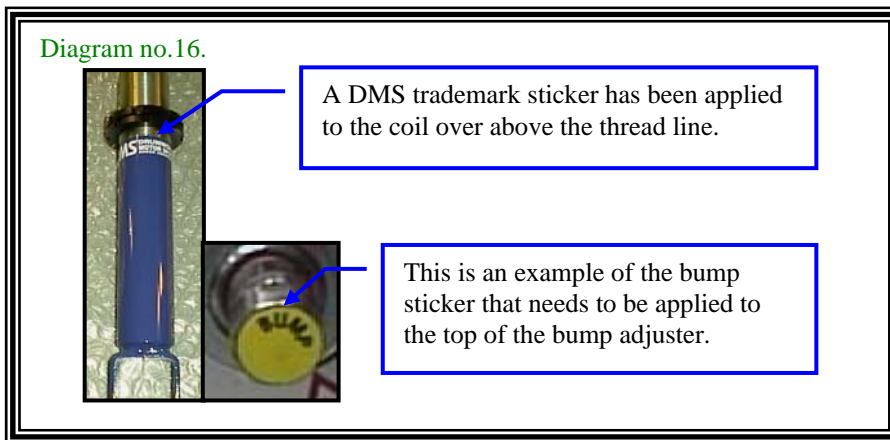 Diagram no.16.
A DMS trademark sticker has been applied
to the coil over above the thread line.
MS
This is an example of the bump
sticker that needs to be applied to
the top of the bump adjuster.
BUMP